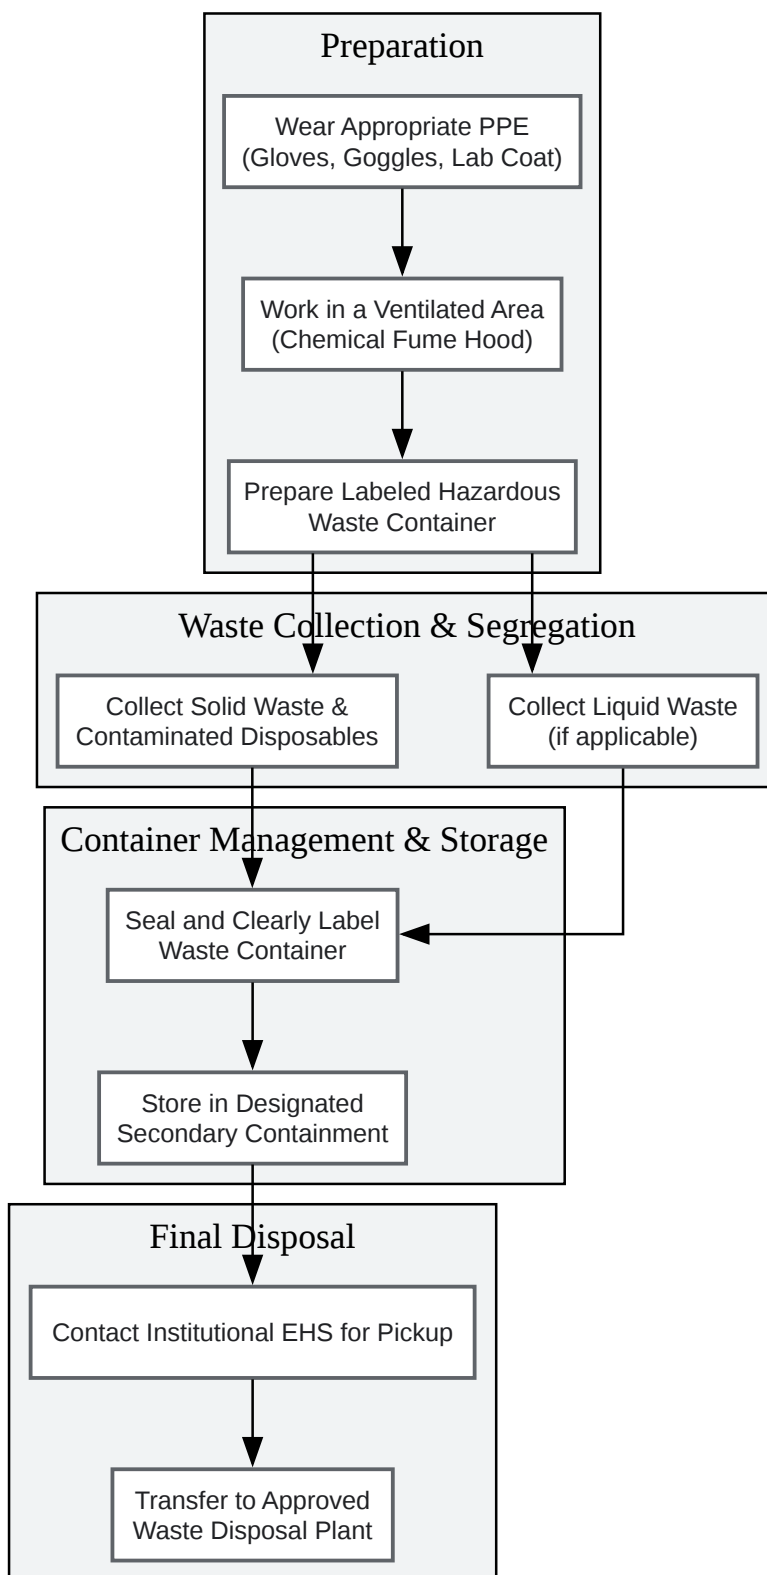 Preparation
Wear Appropriate PPE
(Gloves, Goggles, Lab Coat)
Work in a Ventilated Area
(Chemical Fume Hood)
Prepare Labeled Hazardous
Waste Container
Waste Collection & Segregation
Collect Solid Waste &
Contaminated Disposables
Collect Liquid Waste
(if applicable)
Container Management & Storage
Seal and Clearly Label
Waste Container
Store in Designated
Secondary Containment
Final Disposal
Contact Institutional EHS for Pickup
Transfer to Approved
Waste Disposal Plant